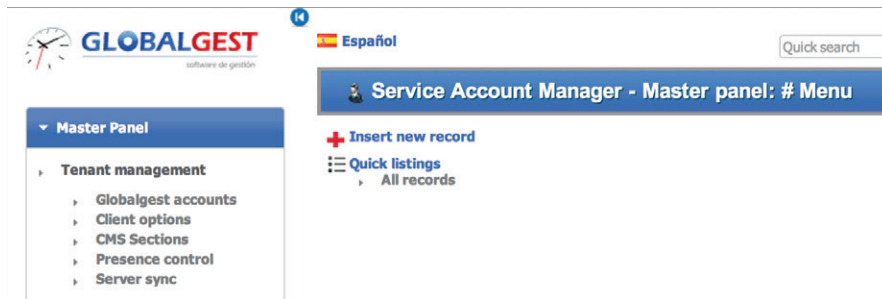 GLOBALGEST
software de gestión
Master Panel
Tenant management
Globalgest accounts
Client options
CMS Sections
Presence control
Server sync
Español
Quick search
Service Account Manager - Master panel: # Menu
Insert new record
Quick listings
All records